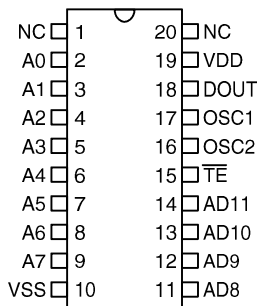 NC 1 20 NC
A0 2 19 VDD
A1 3 18 DOUT
A2 4 17 OSC1
A3 5 16 OSC2
A4 6 15 T̅E̅
A5 7 14 AD11
A6 8 13 AD10
A7 9 12 AD9
VSS 10 11 AD8